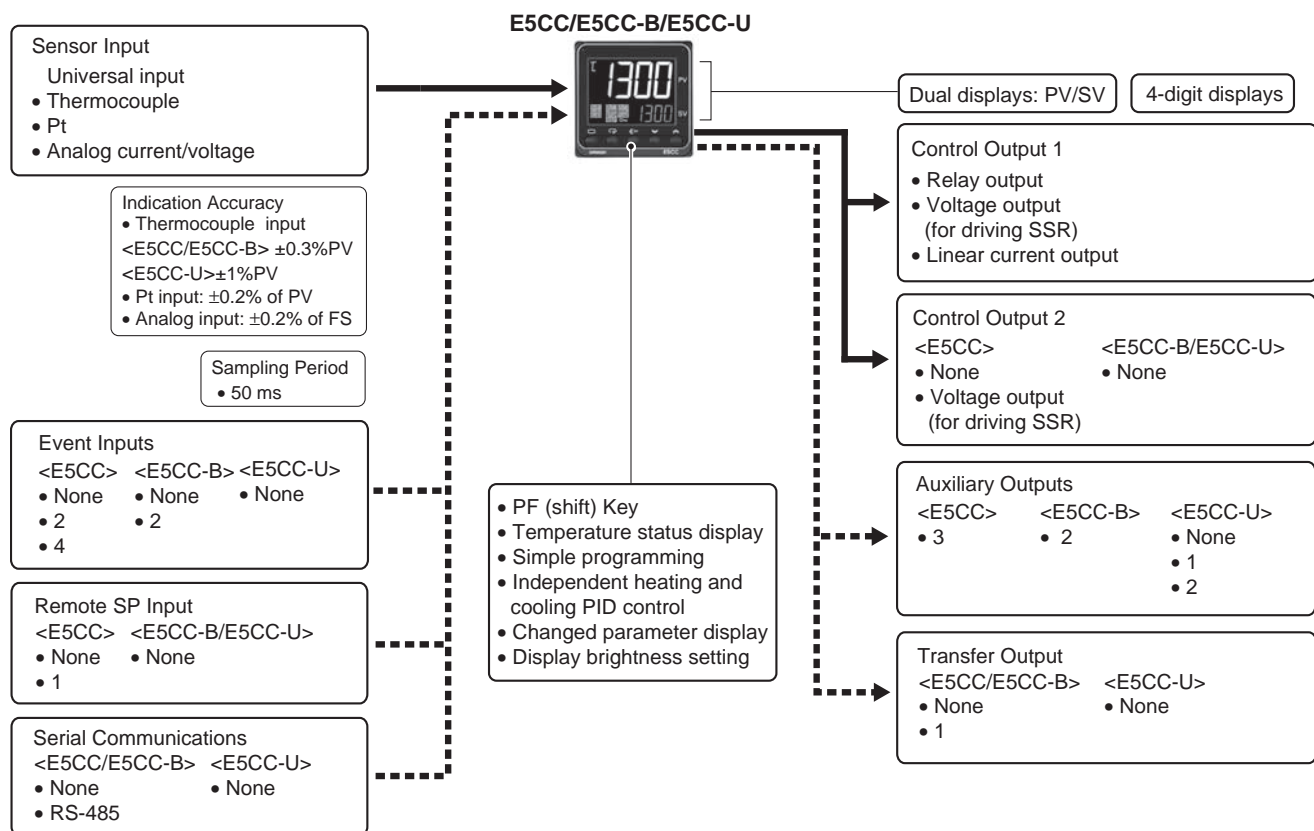 E5CC/E5CC-B/E5CC-U
Sensor Input
Universal input
• Thermocouple
• Pt
• Analog current/voltage
Indication Accuracy
• Thermocouple input
<E5CC/E5CC-B> ±0.3%PV
<E5CC-U>±1%PV
• Pt input: ±0.2% of PV
• Analog input: ±0.2% of FS
Sampling Period
• 50 ms
Event Inputs
<E5CC> <E5CC-B> <E5CC-U>
• None • None • None
• 2 • 2
• 4
Remote SP Input
<E5CC> <E5CC-B/E5CC-U>
• None • None
• 1
Serial Communications
<E5CC/E5CC-B> <E5CC-U>
• None • None
• RS-485
1300 PV
1300 SV
E5CC
• PF (shift) Key
• Temperature status display
• Simple programming
• Independent heating and
cooling PID control
• Changed parameter display
• Display brightness setting
Dual displays: PV/SV 4-digit displays
Control Output 1
• Relay output
• Voltage output
(for driving SSR)
• Linear current output
Control Output 2
<E5CC> <E5CC-B/E5CC-U>
• None • None
• Voltage output
(for driving SSR)
Auxiliary Outputs
<E5CC> <E5CC-B> <E5CC-U>
• 3 • 2 • None
• 1
• 2
Transfer Output
<E5CC/E5CC-B> <E5CC-U>
• None • None
• 1